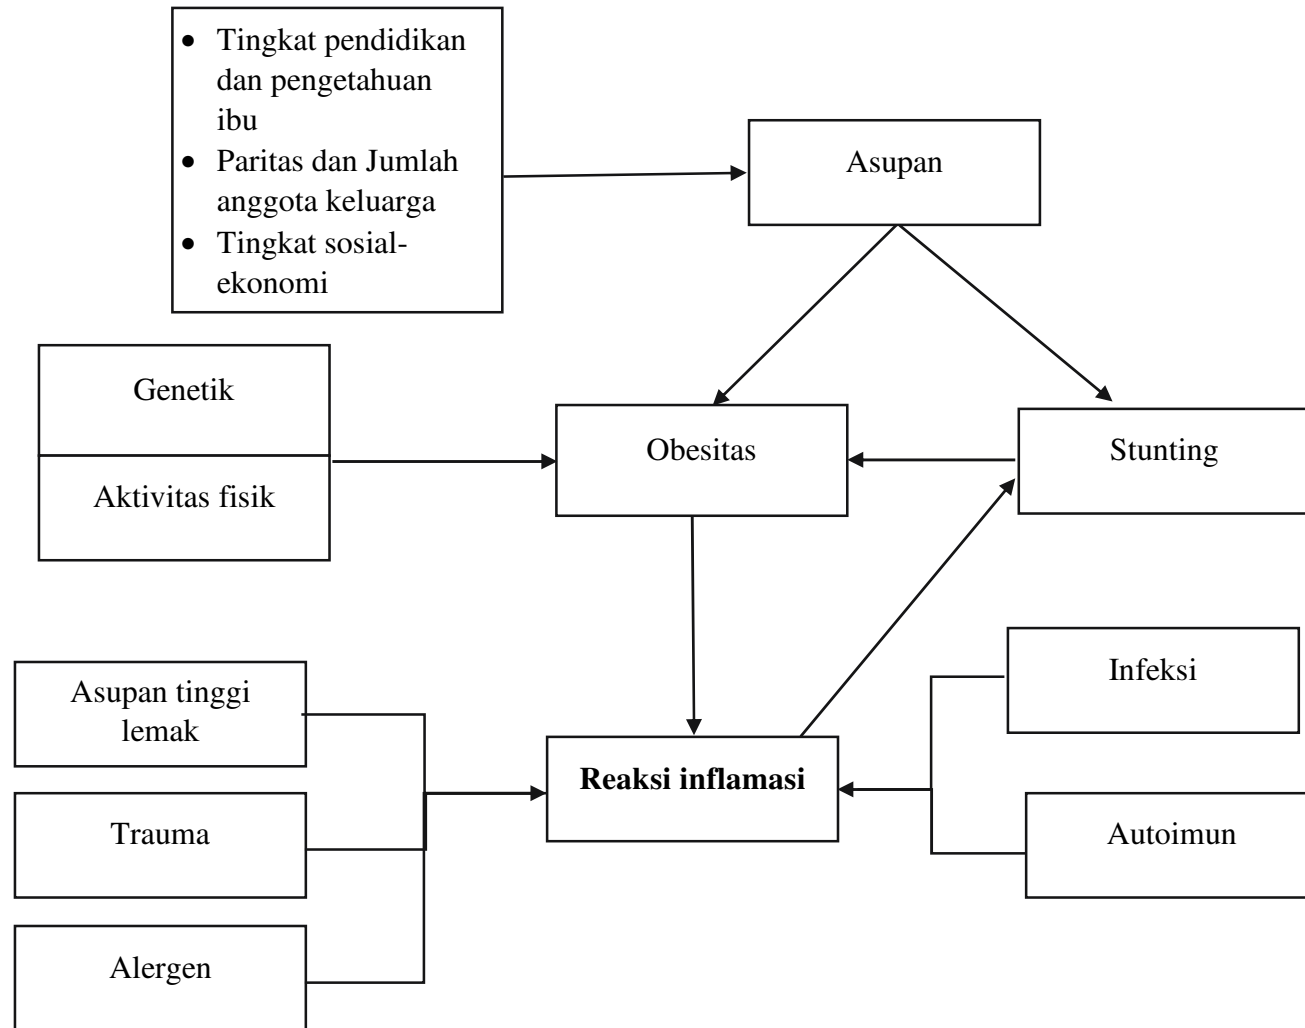 • Tingkat pendidikan
dan pengetahuan
ibu
• Paritas dan Jumlah
anggota keluarga
• Tingkat sosial-
ekonomi
Asupan
Genetik
Aktivitas fisik
Obesitas
Stunting
Asupan tinggi
lemak
Trauma
Alergen
Reaksi inflamasi
Infeksi
Autoimun